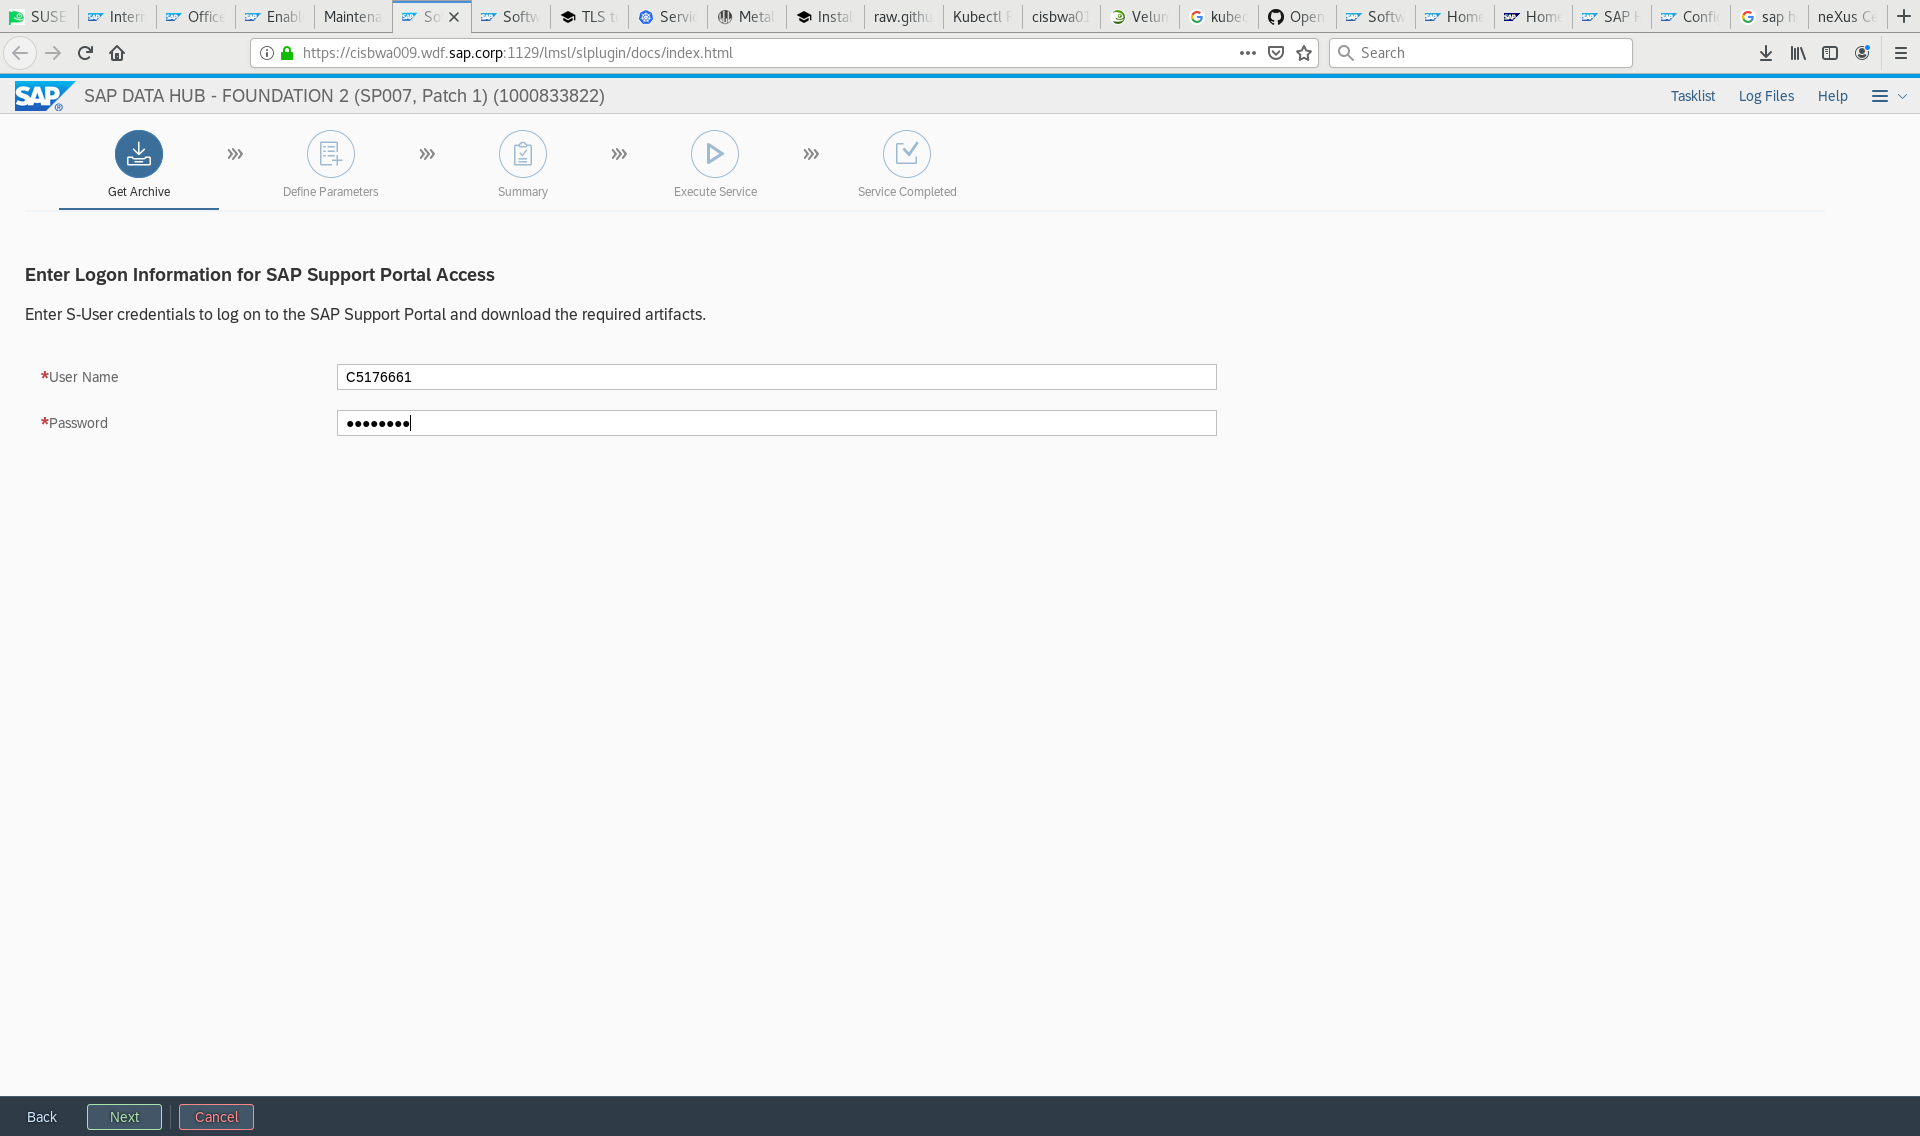 SUSE Inter Office Enabl Maintena So Softw TLS t Servi Metal Instal raw.githu Kubectl cisbwa01 Velum kubec Open Softw Home Home SAP Confi sap h neXus Ce
https://cisbwa009.wdf.sap.corp:1129/lmsl/slplugin/docs/index.html
Search
SAP
SAP DATA HUB - FOUNDATION 2 (SP007, Patch 1) (1000833822)
Tasklist Log Files Help
Get Archive Define Parameters Summary Execute Service Service Completed
Enter Logon Information for SAP Support Portal Access
Enter S-User credentials to log on to the SAP Support Portal and download the required artifacts.
*User Name C5176661
*Password ••••••••
Back Next Cancel